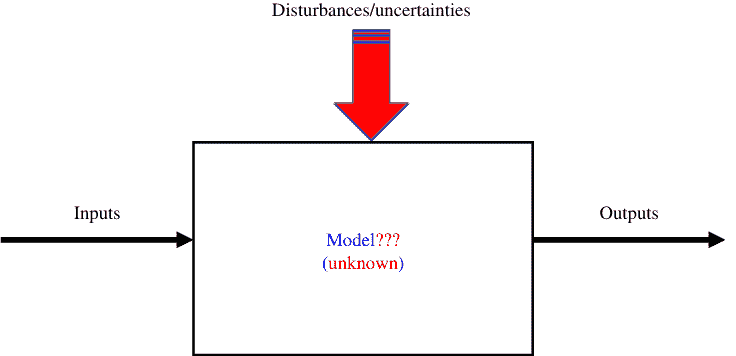 Disturbances/uncertainties
Inputs
Outputs
Model???
(unknown)